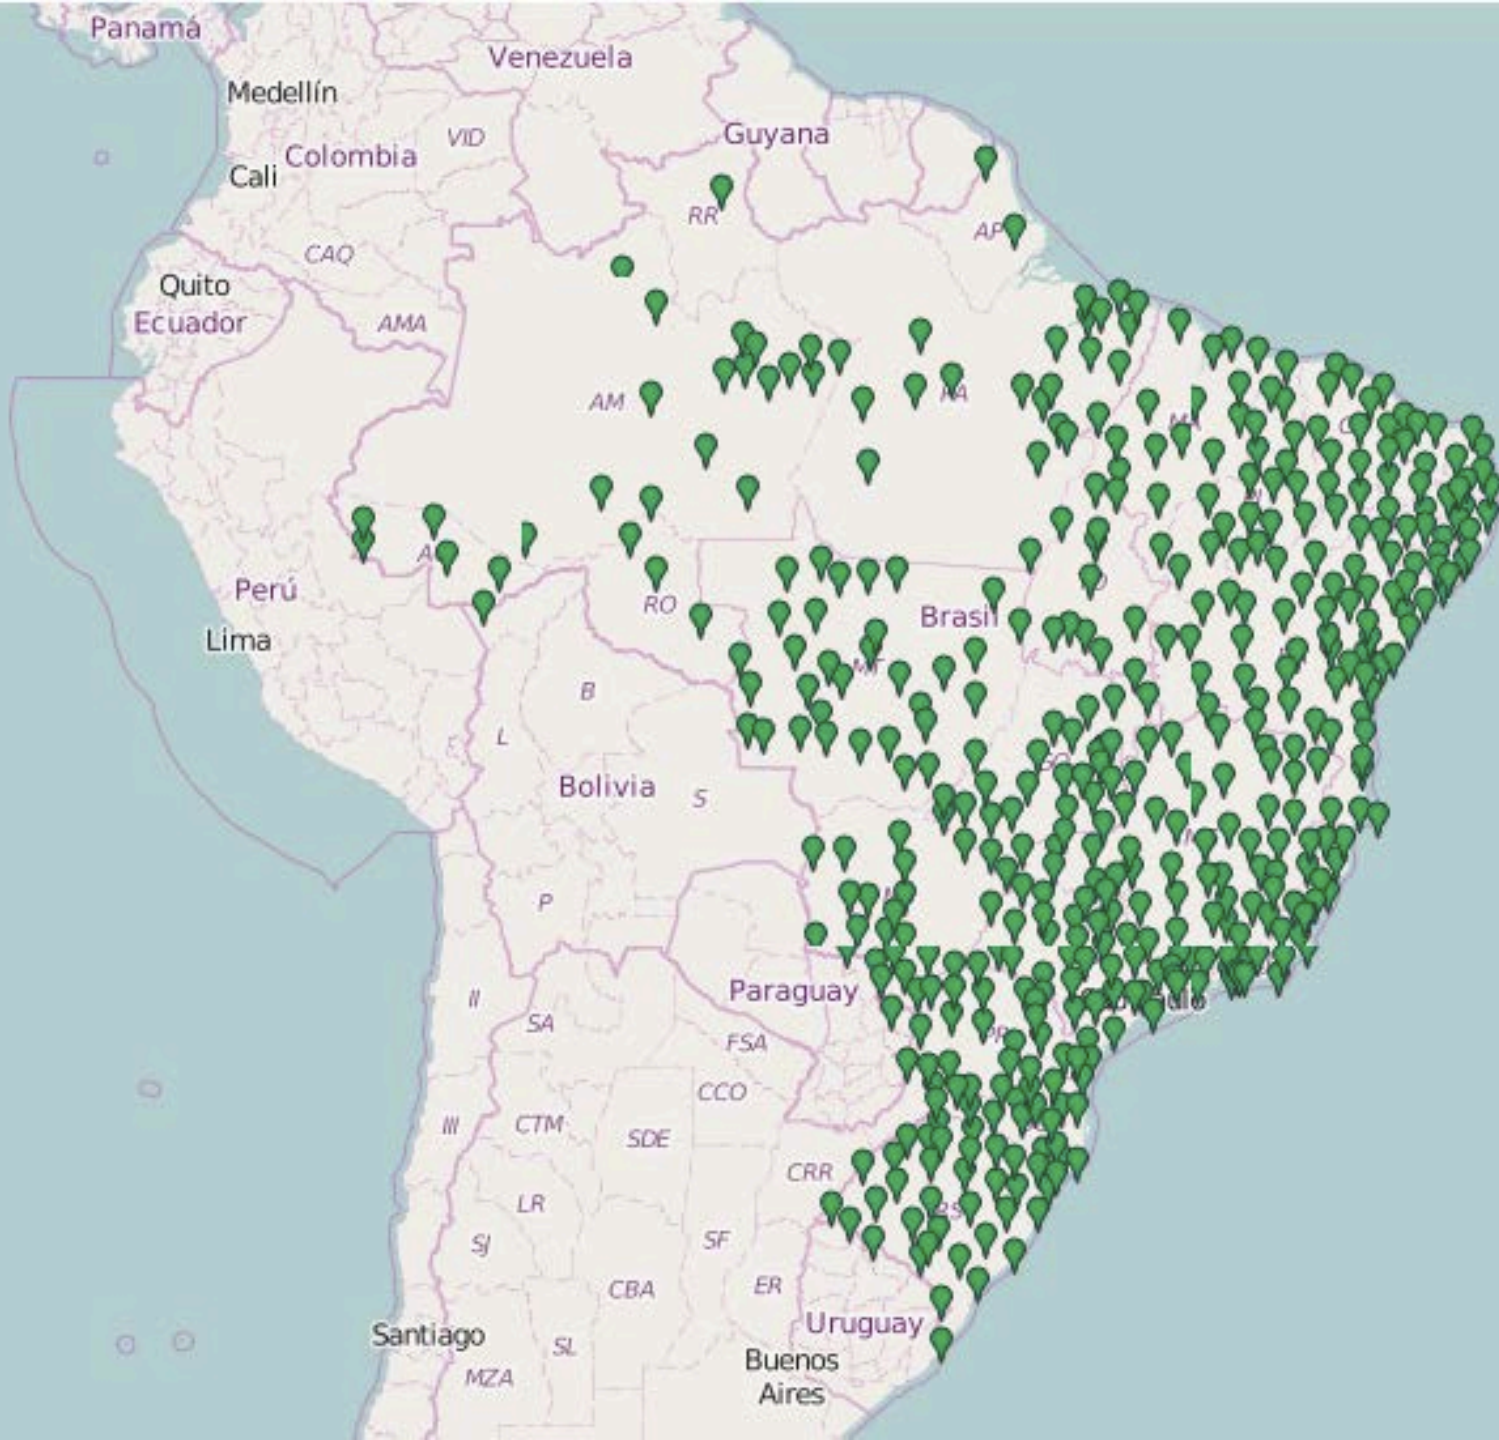 Panamá
Venezuela
Medellín
VID
Guyana
Colombia
Cali
RR
AP
CAQ
Quito
Ecuador
AMA
AM
PA
Perú
RO
Brasil
Lima
MT
B
L
Bolivia
S
P
Paraguay
II
SA
PR
FSA
CCO
III
CTM
SDE
CRR
LR
RS
SJ
SF
CBA
ER
Uruguay
Santiago
SL
Buenos
Aires
MZA